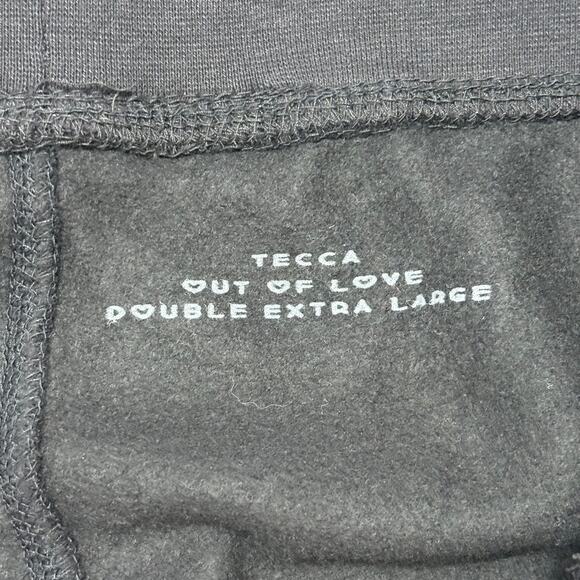 TECCA
OUT OF LOVE
DOUBLE EXTRA LARGE